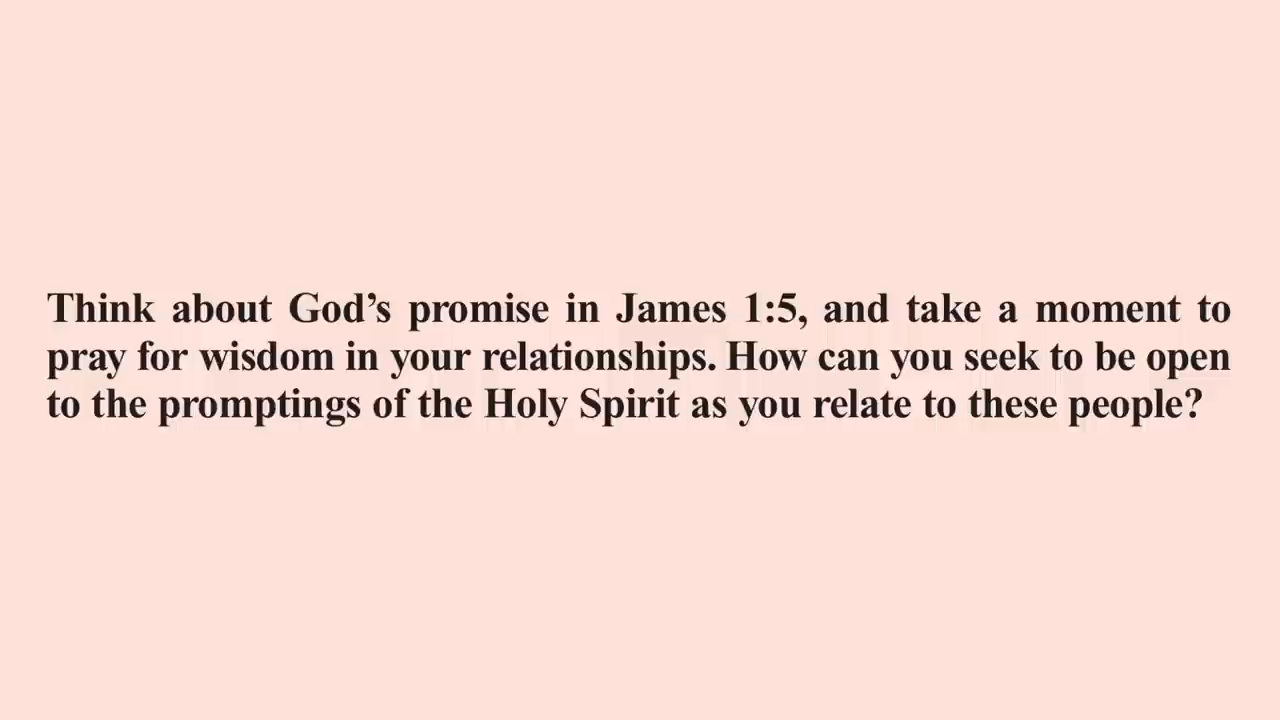 Think about God’s promise in James 1:5, and take a moment to
pray for wisdom in your relationships. How can you seek to be open
to the promptings of the Holy Spirit as you relate to these people?